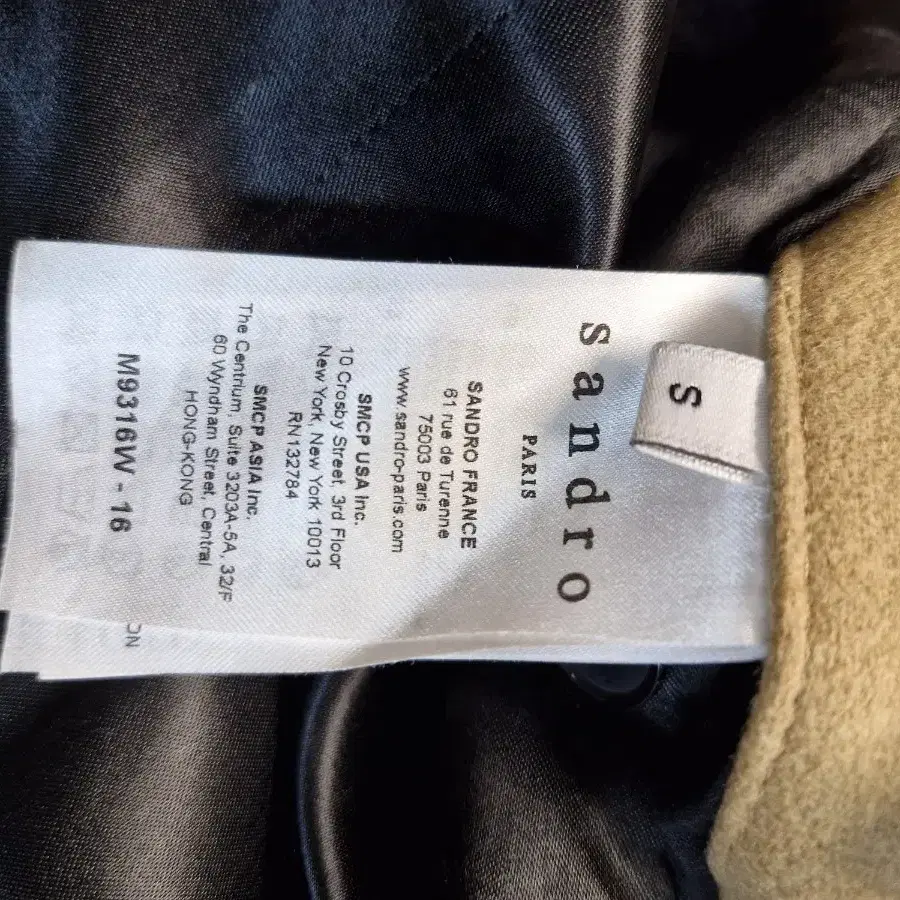 S
sandro
PARIS
SANDRO FRANCE
61 rue de Turenne
75003 Paris
www.sandro-paris.com
SMCP USA Inc.
10 Crosby Street, 3rd Floor
New York, New York 10013
RN132784
SMCP ASIA Inc.
The Centrium, Suite 3203A-5A, 32/F
60 Wyndham Street, Central
HONG-KONG
M9316W - 16